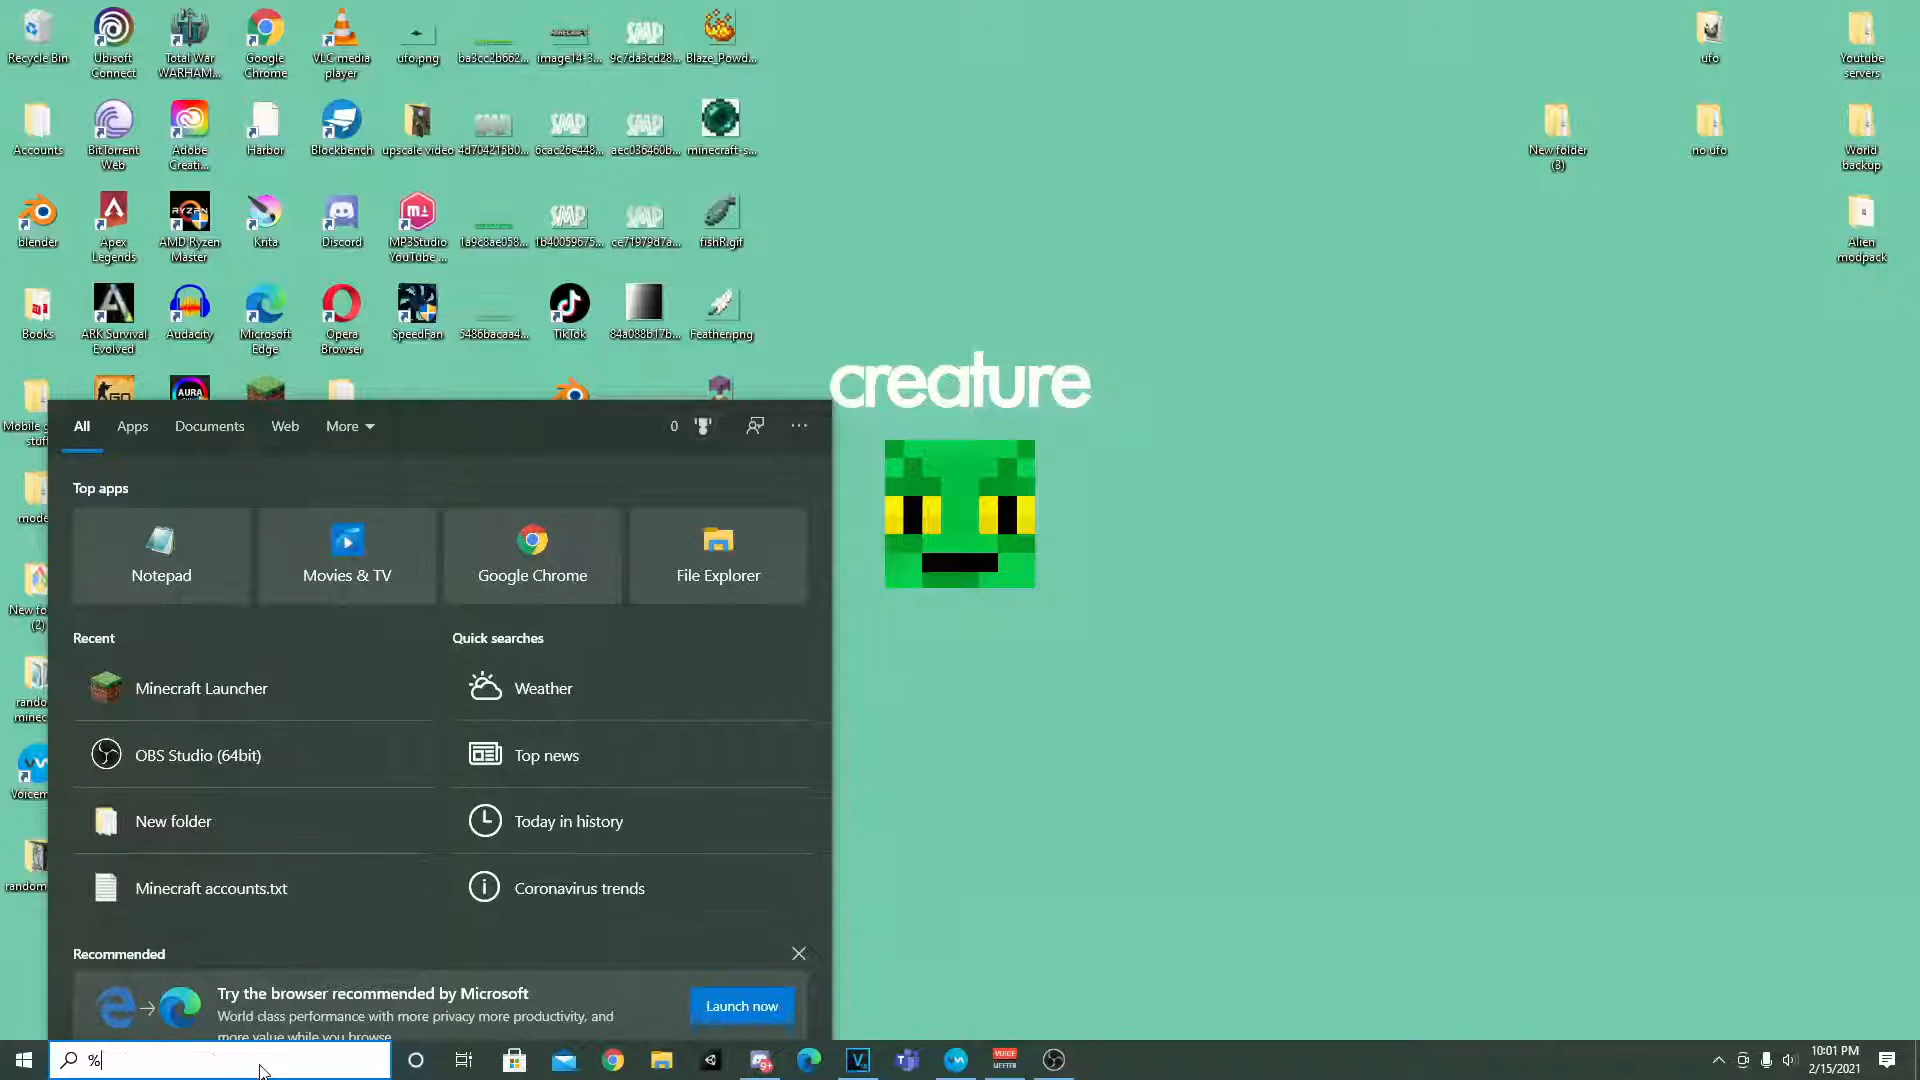 Recycle Bin
Ubisoft Connect
Total War WARHAM...
Google Chrome
VLC media player
ufo.png
ba3cc2b662...
image14-3...
9c7da3cd28...
Blaze_Powd...
ufo
Youtube servers
Accounts
BitTorrent Web
Adobe Creati...
Harbor
Blockbench
upscale video
4d704215b0...
6cac26e448...
aec036460b...
minecraft-s...
New folder (3)
no ufo
World backup
blender
Apex Legends
AMD Ryzen Master
Krita
Discord
MP3Studio YouTube ...
1a9c8ae058...
1b40059675...
ce71979d7a...
fishR.gif
Alien modpack
Books
ARK Survival Evolved
Audacity
Microsoft Edge
Opera Browser
SpeedFan
5486bacaa4...
TikTok
84a088b17b...
Feather.png
creature
All
Apps
Documents
Web
More
0
Top apps
Notepad
Movies & TV
Google Chrome
File Explorer
Recent
Quick searches
Minecraft Launcher
Weather
OBS Studio (64bit)
Top news
New folder
Today in history
Minecraft accounts.txt
Coronavirus trends
Recommended
Try the browser recommended by Microsoft
World class performance with more privacy more productivity, and
more value while you browse
Launch now
%
10:01 PM
2/15/2021